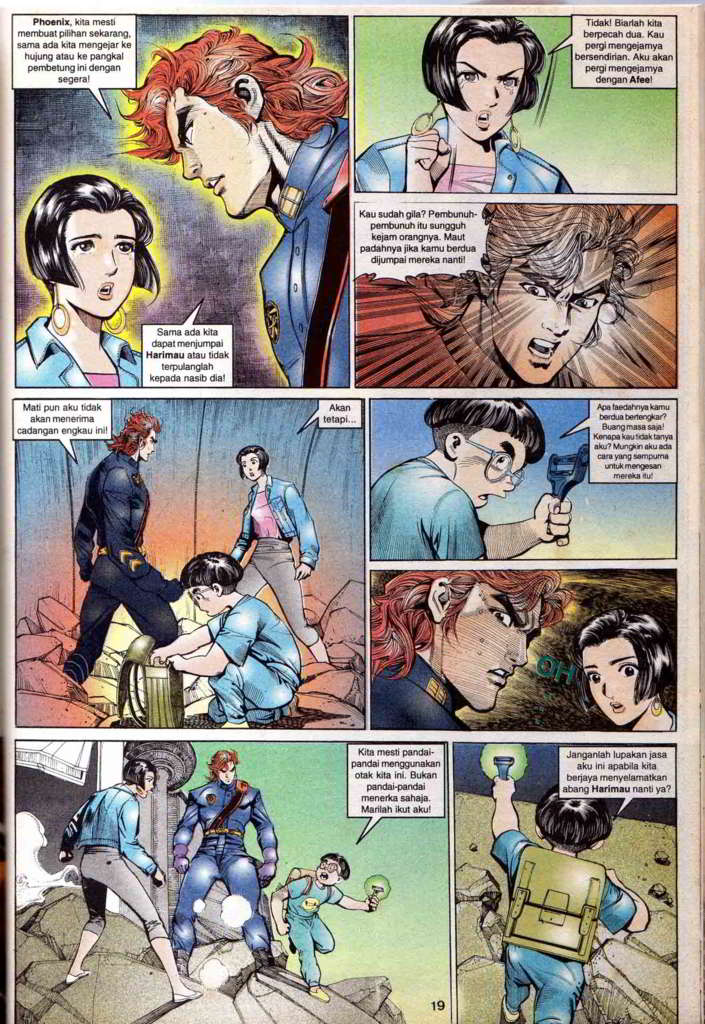 Phoenix, kita mesti
membuat pilihan sekarang,
sama ada kita mengejar ke
hujung atau ke pangkal
pembetung ini dengan
segera!
Sama ada kita
dapat menjumpai
Harimau atau tidak
terpulanglah
kepada nasib dia!
Tidak! Biarlah kita
berpecah dua. Kau
pergi mengejarnya
bersendirian. Aku akan
pergi mengejarnya
dengan Afee!
Kau sudah gila? Pembunuh-
pembunuh itu sungguh
kejam orangnya. Maut
padahnya jika kamu berdua
dijumpai mereka nanti!
Mati pun aku tidak
akan menerima
cadangan engkau ini!
Akan
tetapi...
Apa faedahnya kamu
berdua bertengkar?
Buang masa saja!
Kenapa kau tidak tanya
aku? Mungkin aku ada
cara yang sempurna
untuk mengesan
mereka itu!
OH
Kita mesti pandai-
pandai menggunakan
otak kita ini. Bukan
pandai-pandai
menerka sahaja.
Marilah ikut aku!
Janganlah lupakan jasa
aku ini apabila kita
berjaya menyelamatkan
abang Harimau nanti ya?
19